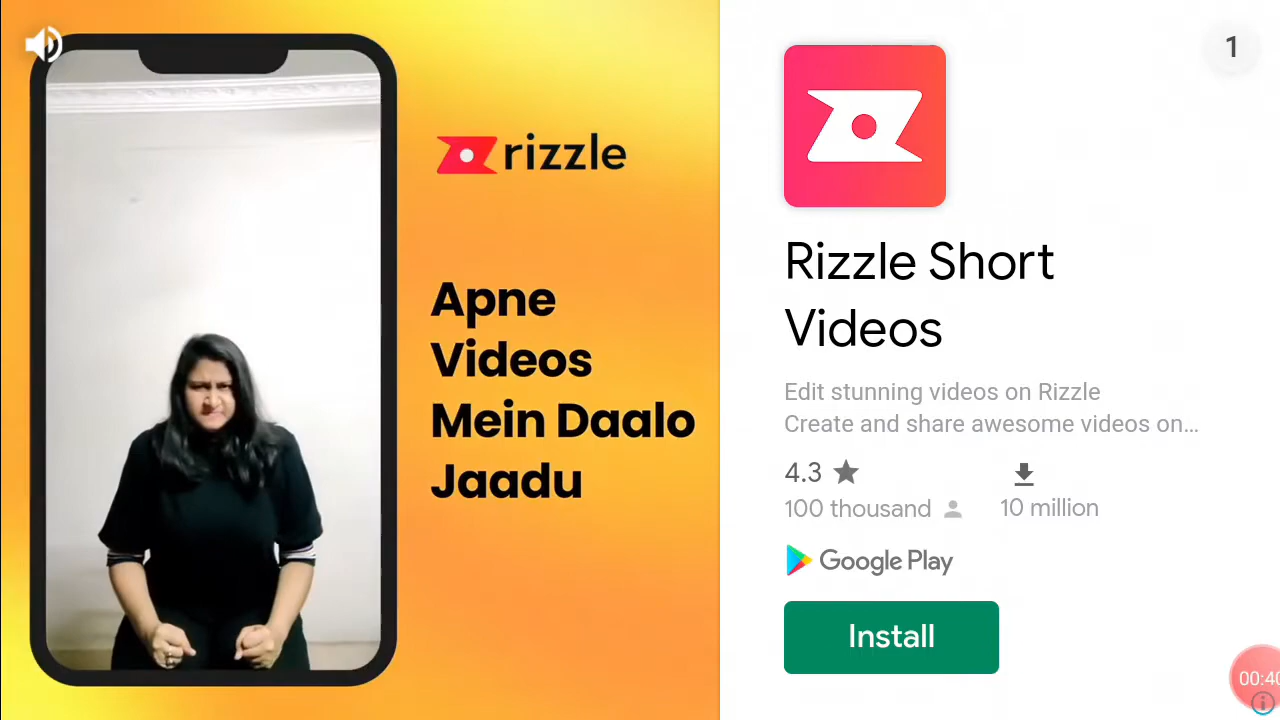 rizzle
Apne
Videos
Mein Daalo
Jaadu
1
Rizzle Short
Videos
Edit stunning videos on Rizzle
Create and share awesome videos on...
4.3
100 thousand
10 million
Google Play
Install
00:40